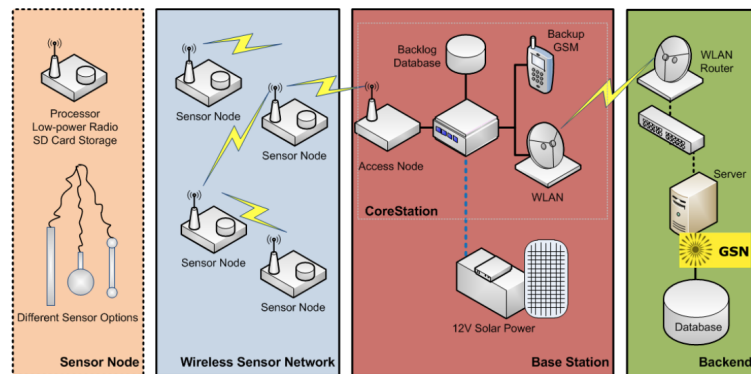 Processor
Low-power Radio
SD Card Storage
Different Sensor Options
Sensor Node
Sensor Node
Sensor Node
Sensor Node
Sensor Node
Wireless Sensor Network
Backlog
Database
Backup
GSM
Access Node
WLAN
CoreStation
12V Solar Power
Base Station
WLAN
Router
Server
GSN
Database
Backend